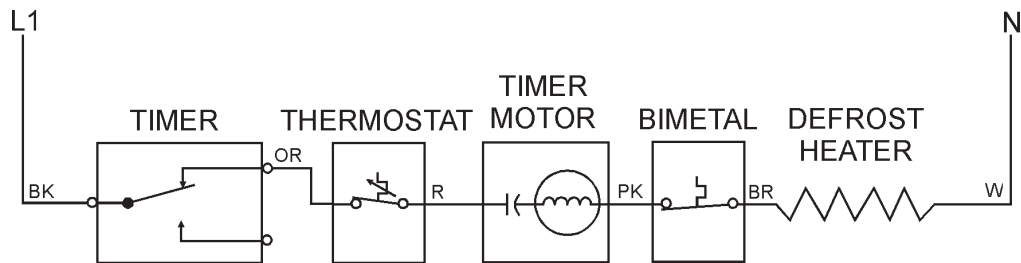 L1
N
TIMER
THERMOSTAT
TIMER
MOTOR
BIMETAL
DEFROST
HEATER
BK
OR
R
PK
BR
W